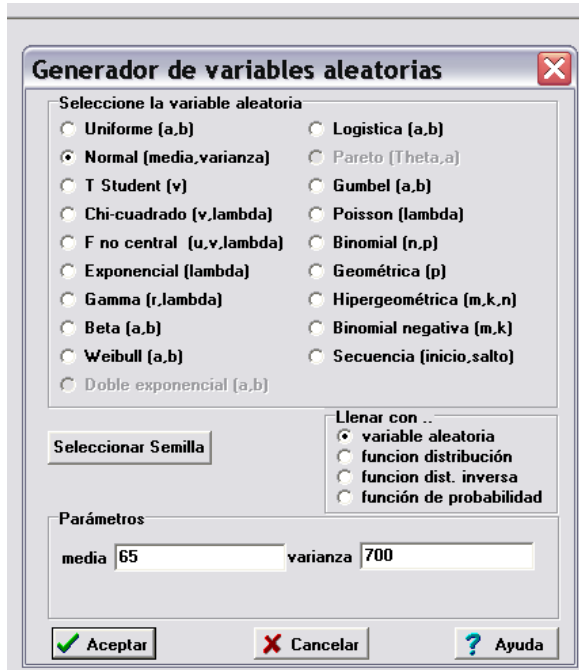 Generador de variables aleatorias
Seleccione la variable aleatoria
Uniforme (a,b)
Normal (media,varianza)
T Student (v)
Chi-cuadrado (v,lambda)
F no central (u,v,lambda)
Exponencial (lambda)
Gamma (r,lambda)
Beta (a,b)
Weibull (a,b)
Doble exponencial (a,b)
Logistica (a,b)
Pareto (Theta,a)
Gumbel (a,b)
Poisson (lambda)
Binomial (n,p)
Geométrica (p)
Hipergeométrica (m,k,n)
Binomial negativa (m,k)
Secuencia (inicio,salto)
Seleccionar Semilla
Llenar con ..
variable aleatoria
funcion distribución
funcion dist. inversa
función de probabilidad
Parámetros
media 65 varianza 700
Aceptar Cancelar ? Ayuda